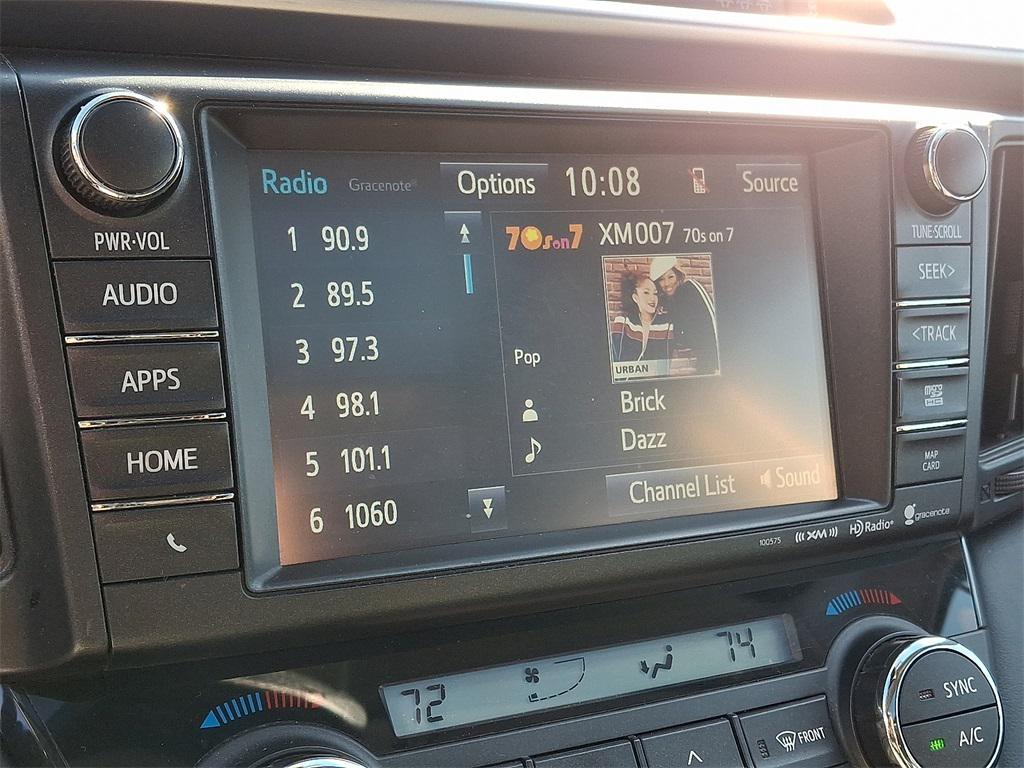 Radio Gracenote® Options 10:08 Source
1 90.9
2 89.5
3 97.3
4 98.1
5 101.1
6 1060
70s on 7 XM007 70s on 7
URBAN
Pop
Brick
Dazz
Channel List Sound
PWR·VOL
AUDIO
APPS
HOME
TUNE·SCROLL
SEEK>
<TRACK
micro SD
MAP
CARD
100575 ((( XM ))) HD Radio® gracenote
72 74
FRONT
SYNC
A/C